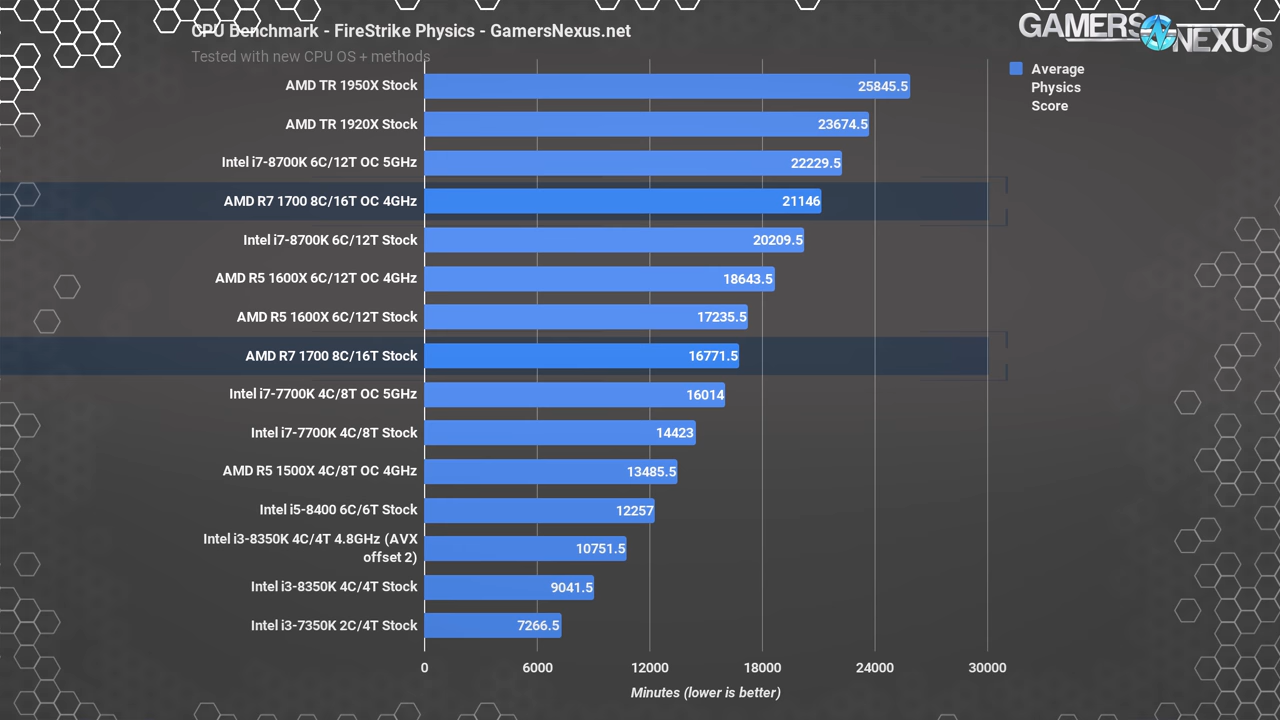 CPU Benchmark - FireStrike Physics - GamersNexus.net
Tested with new CPU OS + methods
GAMERS NEXUS
Average
Physics
Score
AMD TR 1950X Stock 25845.5
AMD TR 1920X Stock 23674.5
Intel i7-8700K 6C/12T OC 5GHz 22229.5
AMD R7 1700 8C/16T OC 4GHz 21146
Intel i7-8700K 6C/12T Stock 20209.5
AMD R5 1600X 6C/12T OC 4GHz 18643.5
AMD R5 1600X 6C/12T Stock 17235.5
AMD R7 1700 8C/16T Stock 16771.5
Intel i7-7700K 4C/8T OC 5GHz 16014
Intel i7-7700K 4C/8T Stock 14423
AMD R5 1500X 4C/8T OC 4GHz 13485.5
Intel i5-8400 6C/6T Stock 12257
Intel i3-8350K 4C/4T 4.8GHz (AVX
offset 2) 10751.5
Intel i3-8350K 4C/4T Stock 9041.5
Intel i3-7350K 2C/4T Stock 7266.5
0 6000 12000 18000 24000 30000
Minutes (lower is better)